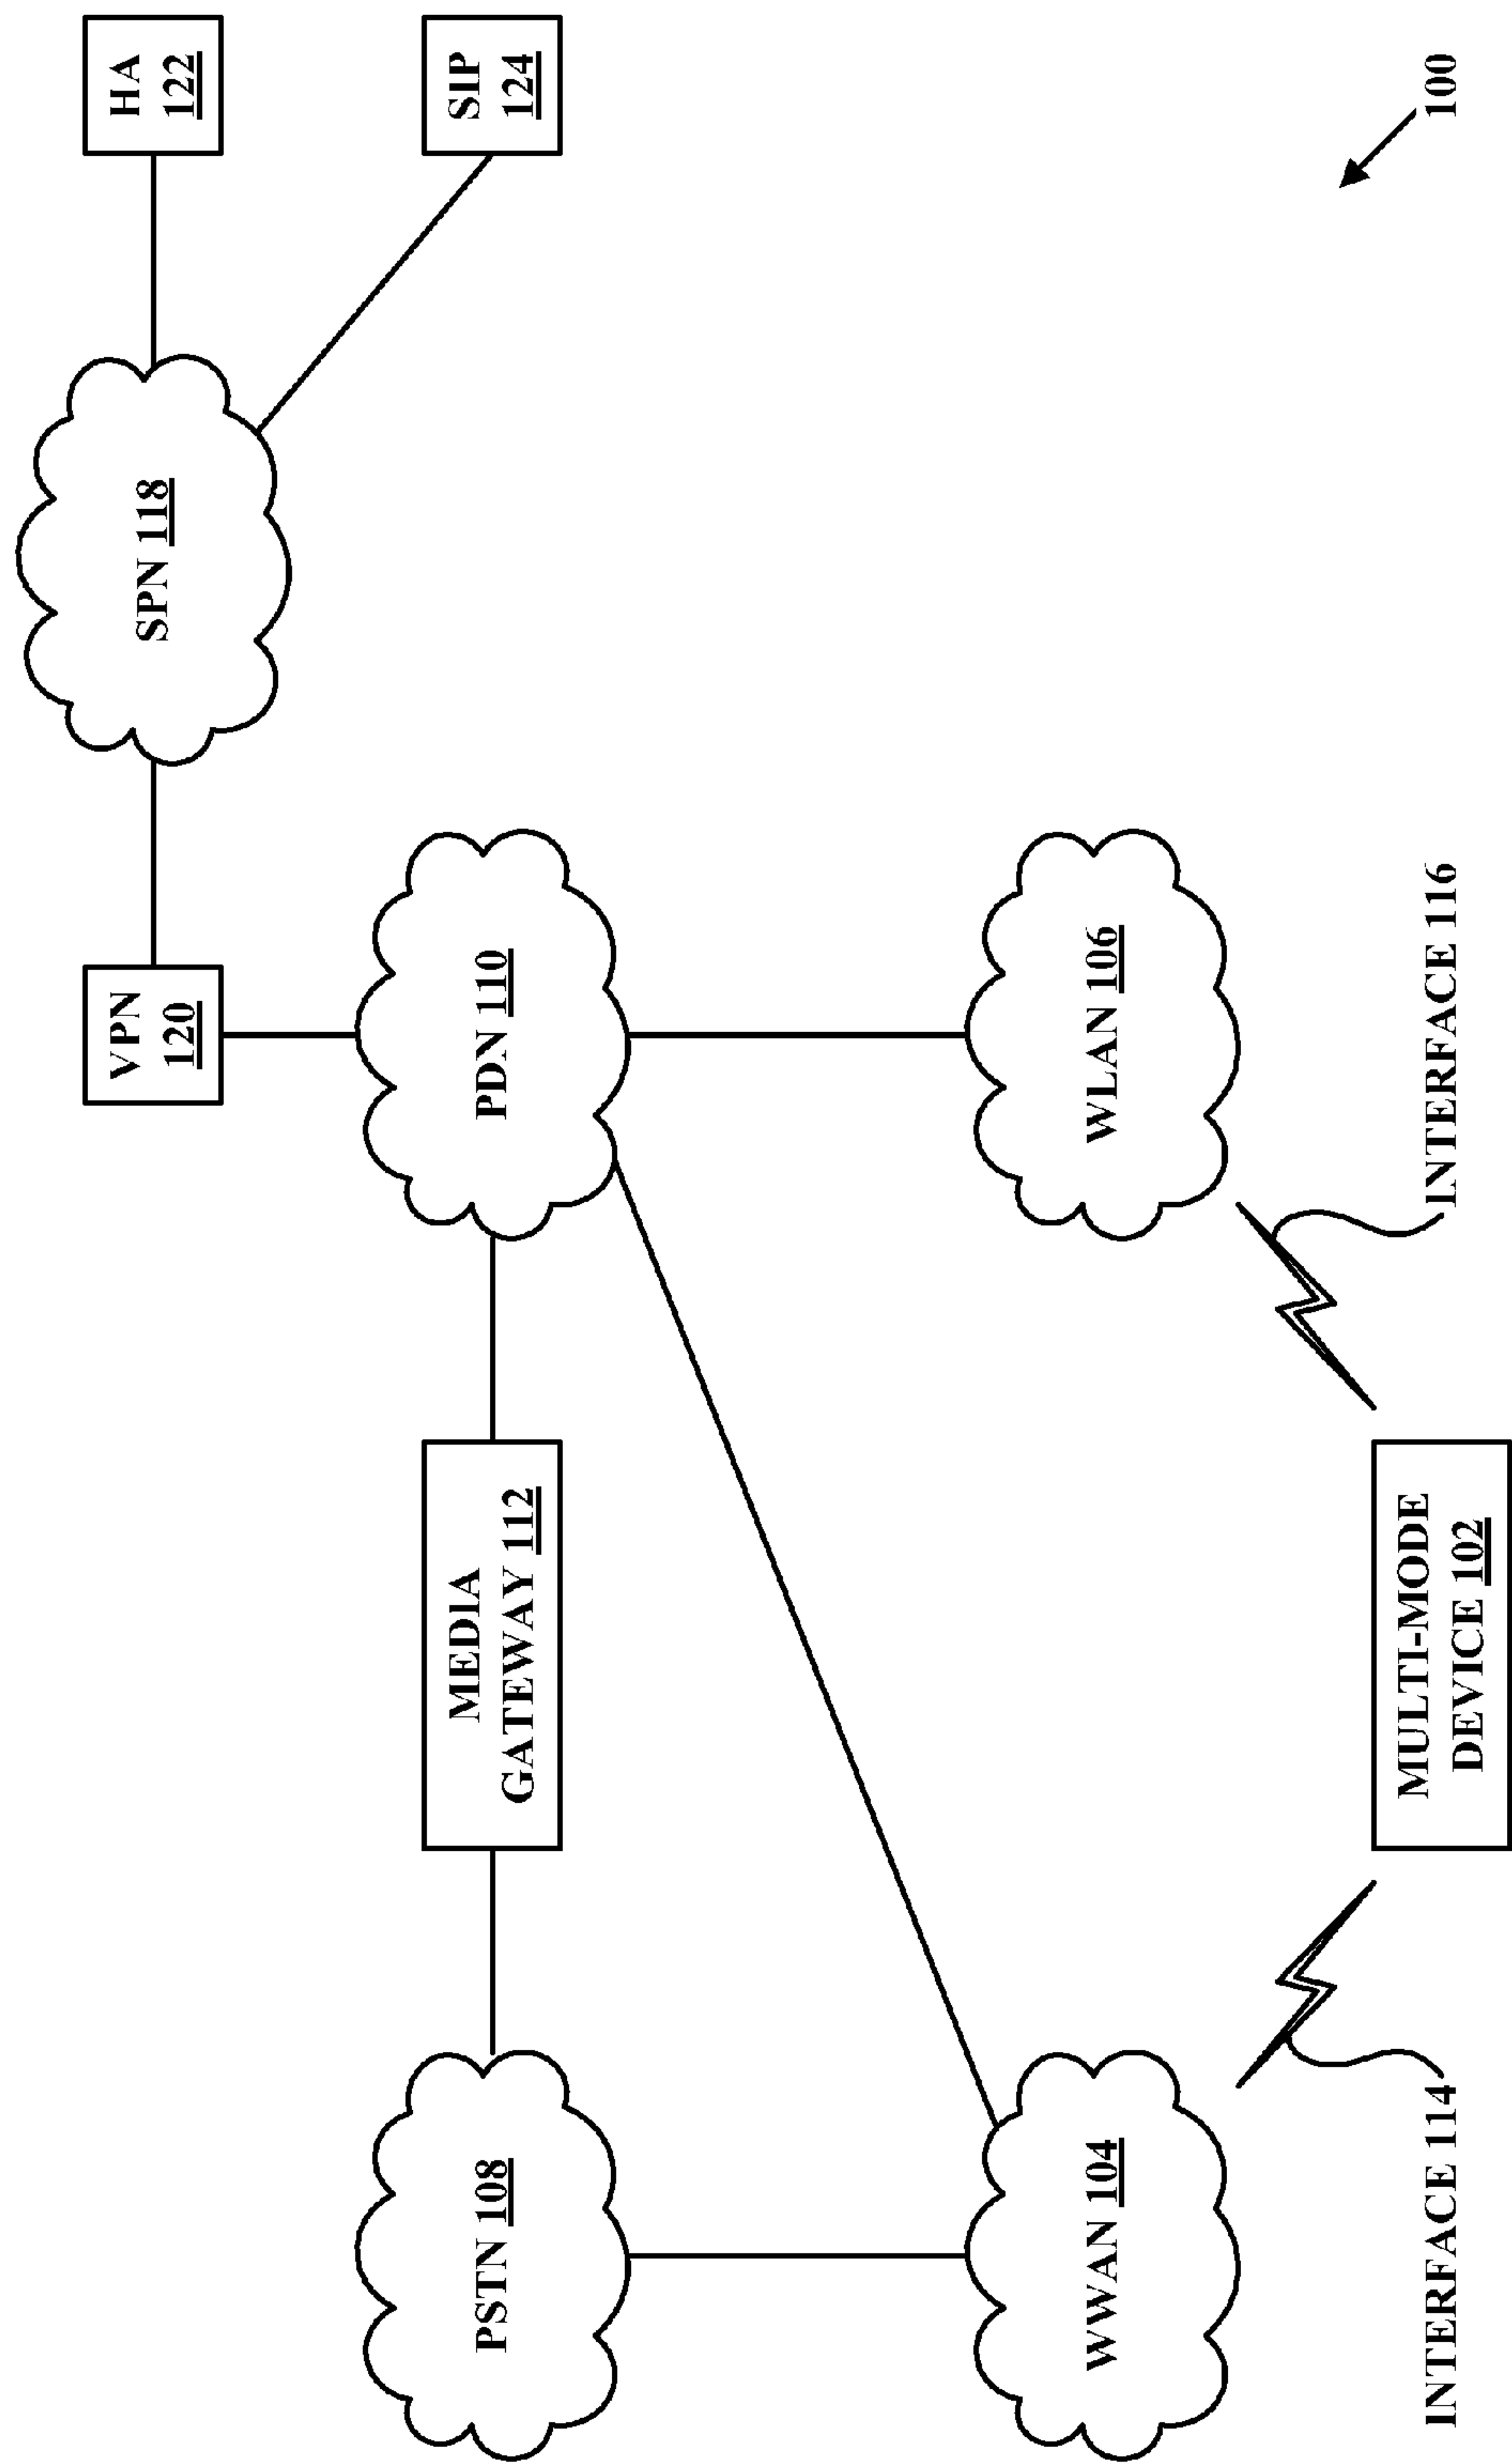 HA
122
SPN 118
VPN
120
SIP
124
PSTN 108
MEDIA
GATEWAY 112
PDN 110
WWAN 104
WLAN 106
100
INTERFACE 114
MULTI-MODE
DEVICE 102
INTERFACE 116